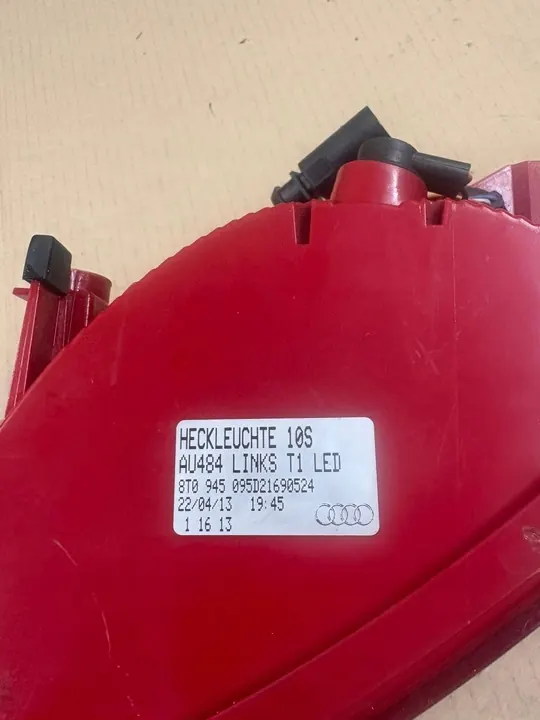 HECKLEUCHTE 10S
AU484 LINKS T1 LED
8T0 945 095D21690524
22/04/13 19:45
1 16 13